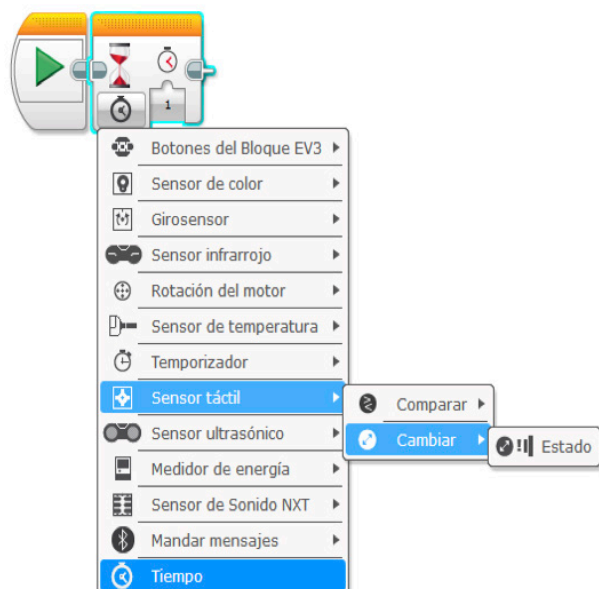 1
Botones del Bloque EV3
Sensor de color
Girosensor
Sensor infrarrojo
Rotación del motor
Sensor de temperatura
Temporizador
Sensor táctil
Comparar
Sensor ultrasónico
Cambiar
Estado
Medidor de energía
Sensor de Sonido NXT
Mandar mensajes
Tiempo